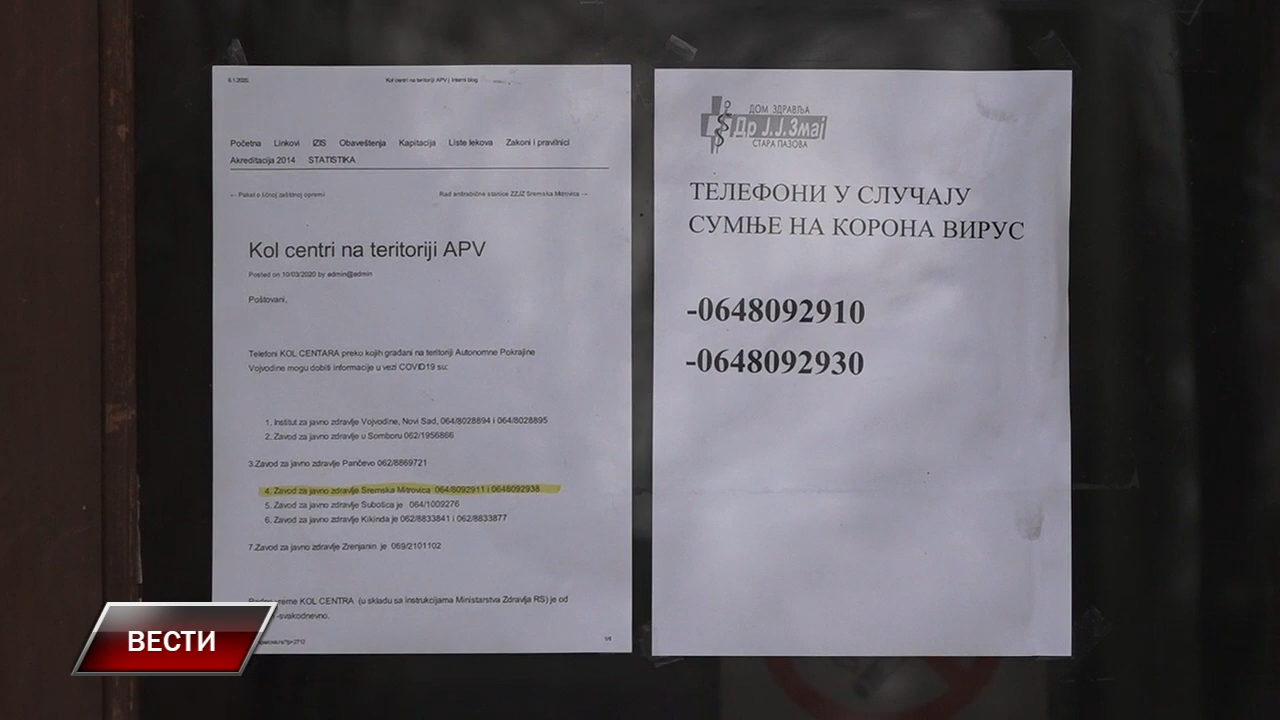 6.1.2020. Kol centri na teritoriji APV | Interni blog
Početna Linkovi IZIS Obaveštenja Kapitacija Liste lekova Zakoni i pravilnici
Akreditacija 2014 STATISTIKA
← Paket o ličnoj zaštitnoj opremi Rad antirabične stanice ZZJZ Sremska Mitrovica →
Kol centri na teritoriji APV
Posted on 10/03/2020 by admin@admin
Poštovani,
Telefoni KOL CENTARA preko kojih građani na teritoriji Autonomne Pokrajine
Vojvodine mogu dobiti informacije u vezi COVID19 su:
1. Institut za javno zdravlje Vojvodine, Novi Sad, 064/8028894 i 064/8028895
2. Zavod za javno zdravlje u Somboru 062/1956866
3.Zavod za javno zdravlje Pančevo 062/8869721
4. Zavod za javno zdravlje Sremska Mitrovica 064/8092911 i 0648092938
5. Zavod za javno zdravlje Subotica je 064/1009276
6. Zavod za javno zdravlje Kikinda je 062/8833841 i 062/8833877
7.Zavod za javno zdravlje Zrenjanin je 069/2101102
KOL CENTRA (u skladu sa instrukcijama Ministarstva Zdravlja RS) je od
-svakodnevno.
1/8
ДОМ ЗДРАВЉА
Др Ј.Ј.Змај
СТАРА ПАЗОВА
ТЕЛЕФОНИ У СЛУЧАЈУ
СУМЊЕ НА КОРОНА ВИРУС
-0648092910
-0648092930
ВЕСТИ